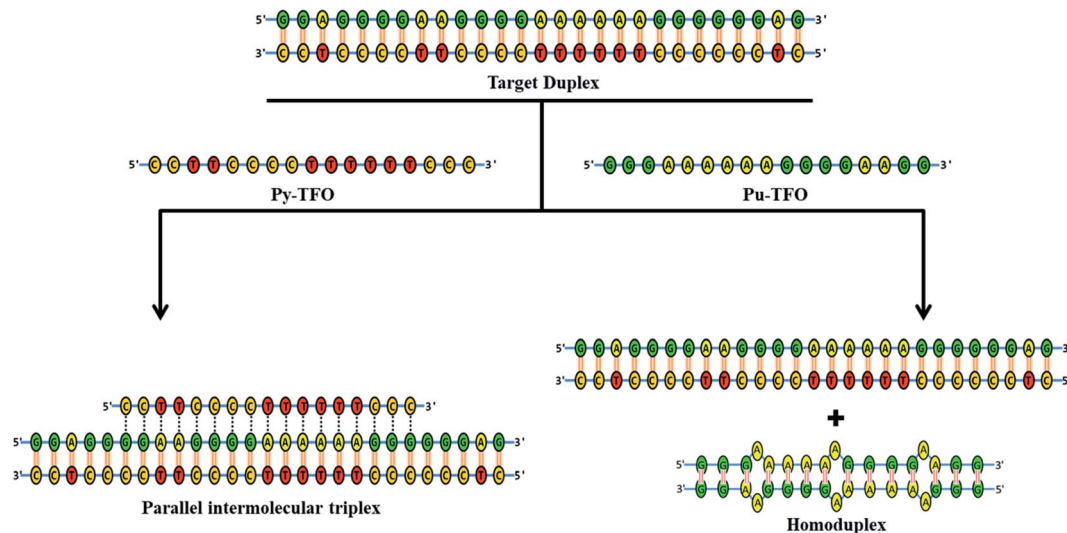 5' G G A G G G G A A G G G G A A A A A A G G G G G G A G 3'
3' C C T C C C C T T C C C C T T T T T T C C C C C C T C 5'
Target Duplex
5' C C T T C C C C T T T T T T C C C 3'
Py-TFO
5' G G G A A A A A A G G G G A A G G 3'
Pu-TFO
5' C C T T C C C C T T T T T T C C C 3'
5' G G A G G G G A A G G G G A A A A A A G G G G G G A G 3'
3' C C T C C C C T T C C C C T T T T T T C C C C C C T C 5'
Parallel intermolecular triplex
5' G G A G G G G A A G G G G A A A A A A G G G G G G A G 3'
3' C C T C C C C T T C C C C T T T T T T C C C C C C T C 5'
+
5' G G G A A A A A A G G G G A A G G 3'
3' G G A A G G G G A A A A A A G G G 5'
Homoduplex